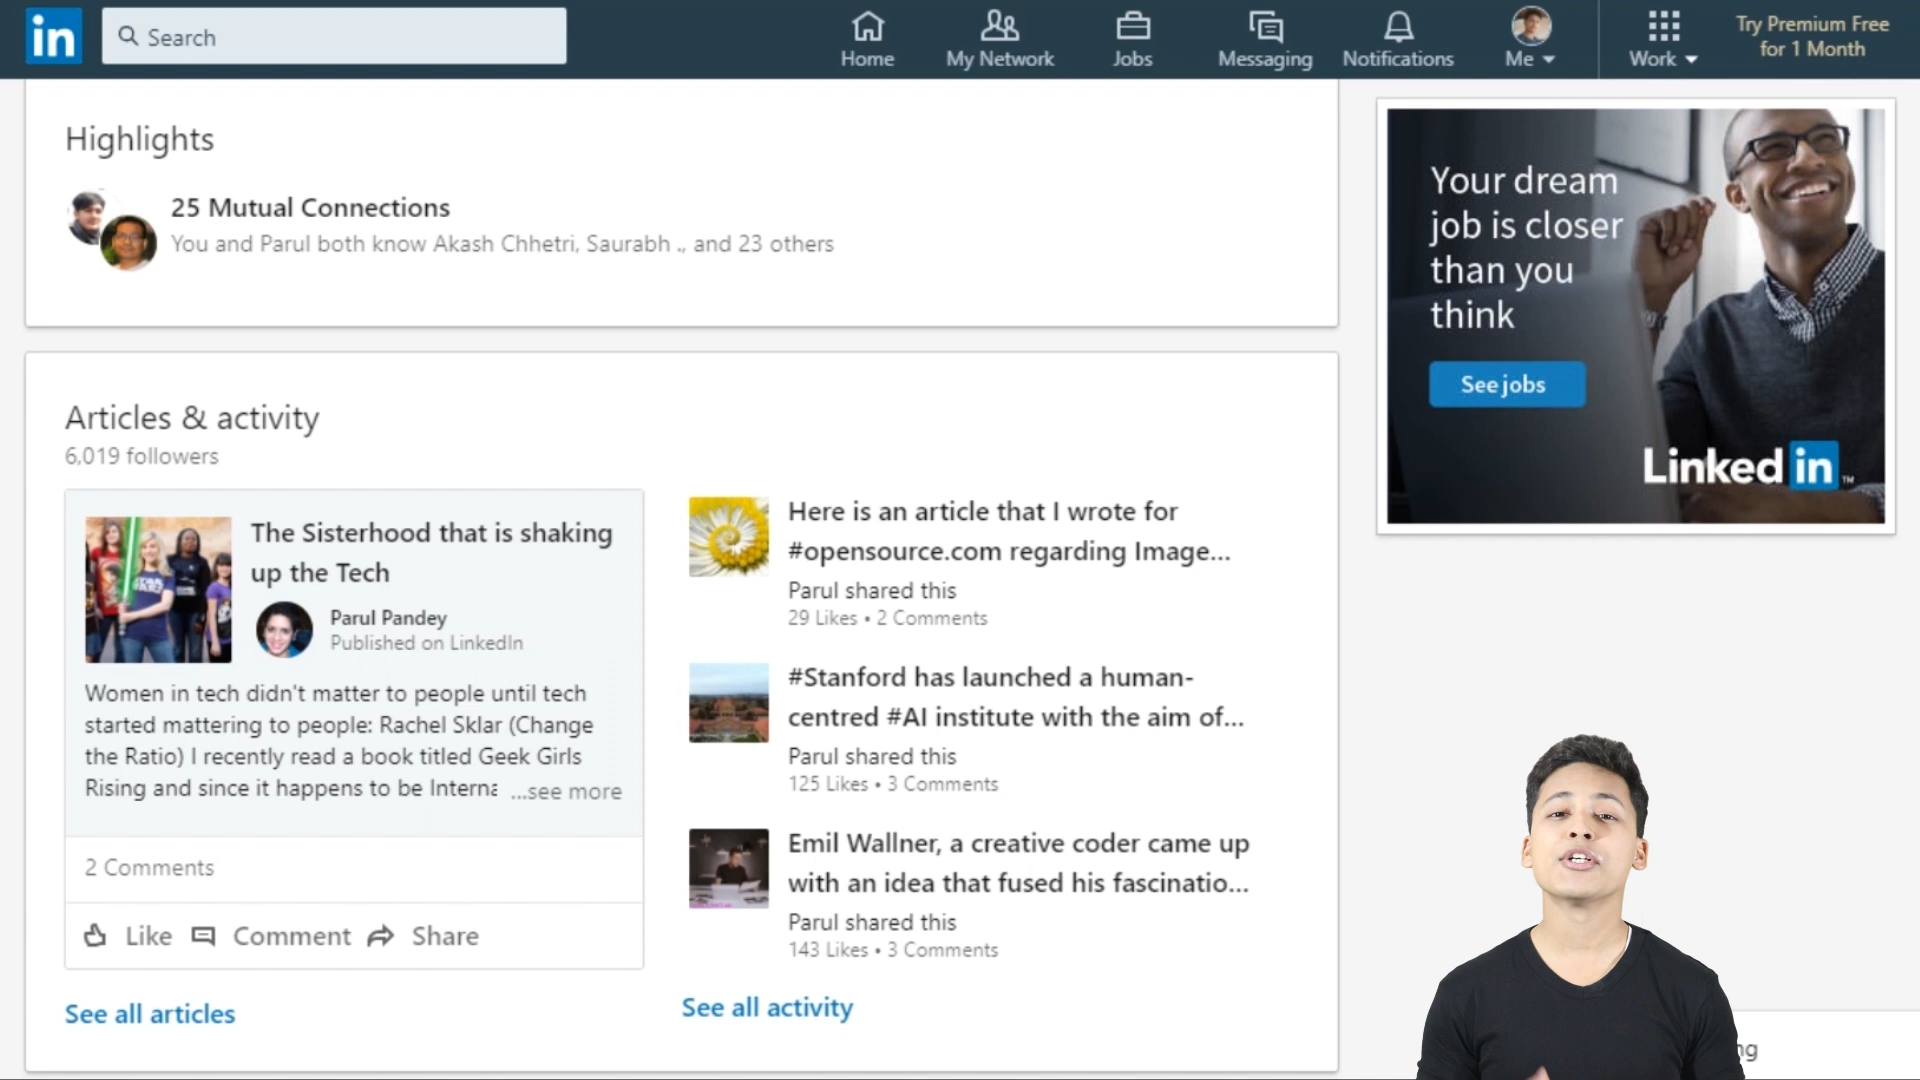 in
Search
Home
My Network
Jobs
Messaging
Notifications
Me
Work
Try Premium Free
for 1 Month
Highlights
25 Mutual Connections
You and Parul both know Akash Chhetri, Saurabh ., and 23 others
Articles & activity
6,019 followers
The Sisterhood that is shaking
up the Tech
Parul Pandey
Published on LinkedIn
Women in tech didn't matter to people until tech
started mattering to people: Rachel Sklar (Change
the Ratio) I recently read a book titled Geek Girls
Rising and since it happens to be Interna ...see more
2 Comments
Like
Comment
Share
See all articles
Here is an article that I wrote for
#opensource.com regarding Image...
Parul shared this
29 Likes • 2 Comments
#Stanford has launched a human-
centred #AI institute with the aim of...
Parul shared this
125 Likes • 3 Comments
Emil Wallner, a creative coder came up
with an idea that fused his fascinatio...
Parul shared this
143 Likes • 3 Comments
See all activity
Your dream
job is closer
than you
think
See jobs
Linked in ™